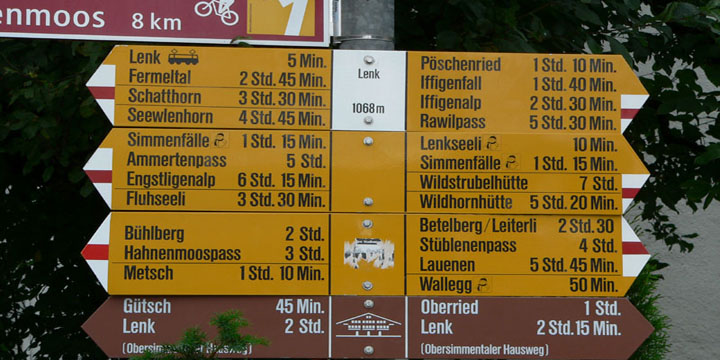 enmoos 8 km
Lenk 5 Min.
Fermeltal 2 Std. 45 Min.
Schatthorn 3 Std. 30 Min.
Seewlenhorn 4 Std. 45 Min.
Lenk
1068 m
Pöschenried 1 Std. 10 Min.
Iffigenfall 1 Std. 40 Min.
Iffigenalp 2 Std. 30 Min.
Rawilpass 5 Std. 30 Min.
Simmenfälle 1 Std. 15 Min.
Ammertenpass 5 Std.
Engstligenalp 6 Std. 15 Min.
Fluhseeli 3 Std. 30 Min.
Lenkseeli 10 Min.
Simmenfälle 1 Std. 15 Min.
Wildstrubelhütte 7 Std.
Wildhornhütte 5 Std. 20 Min.
Bühlberg 2 Std.
Hahnenmoospass 3 Std.
Metsch 1 Std. 10 Min.
Betelberg/Leiterli 2 Std. 30
Stüblenenpass 4 Std.
Lauenen 5 Std. 45 Min.
Wallegg 50 Min.
Gütsch 45 Min.
Lenk 2 Std.
(Obersimmentaler Hausweg)
Oberried 1 Std.
Lenk 2 Std. 15 Min.
(Obersimmentaler Hausweg)